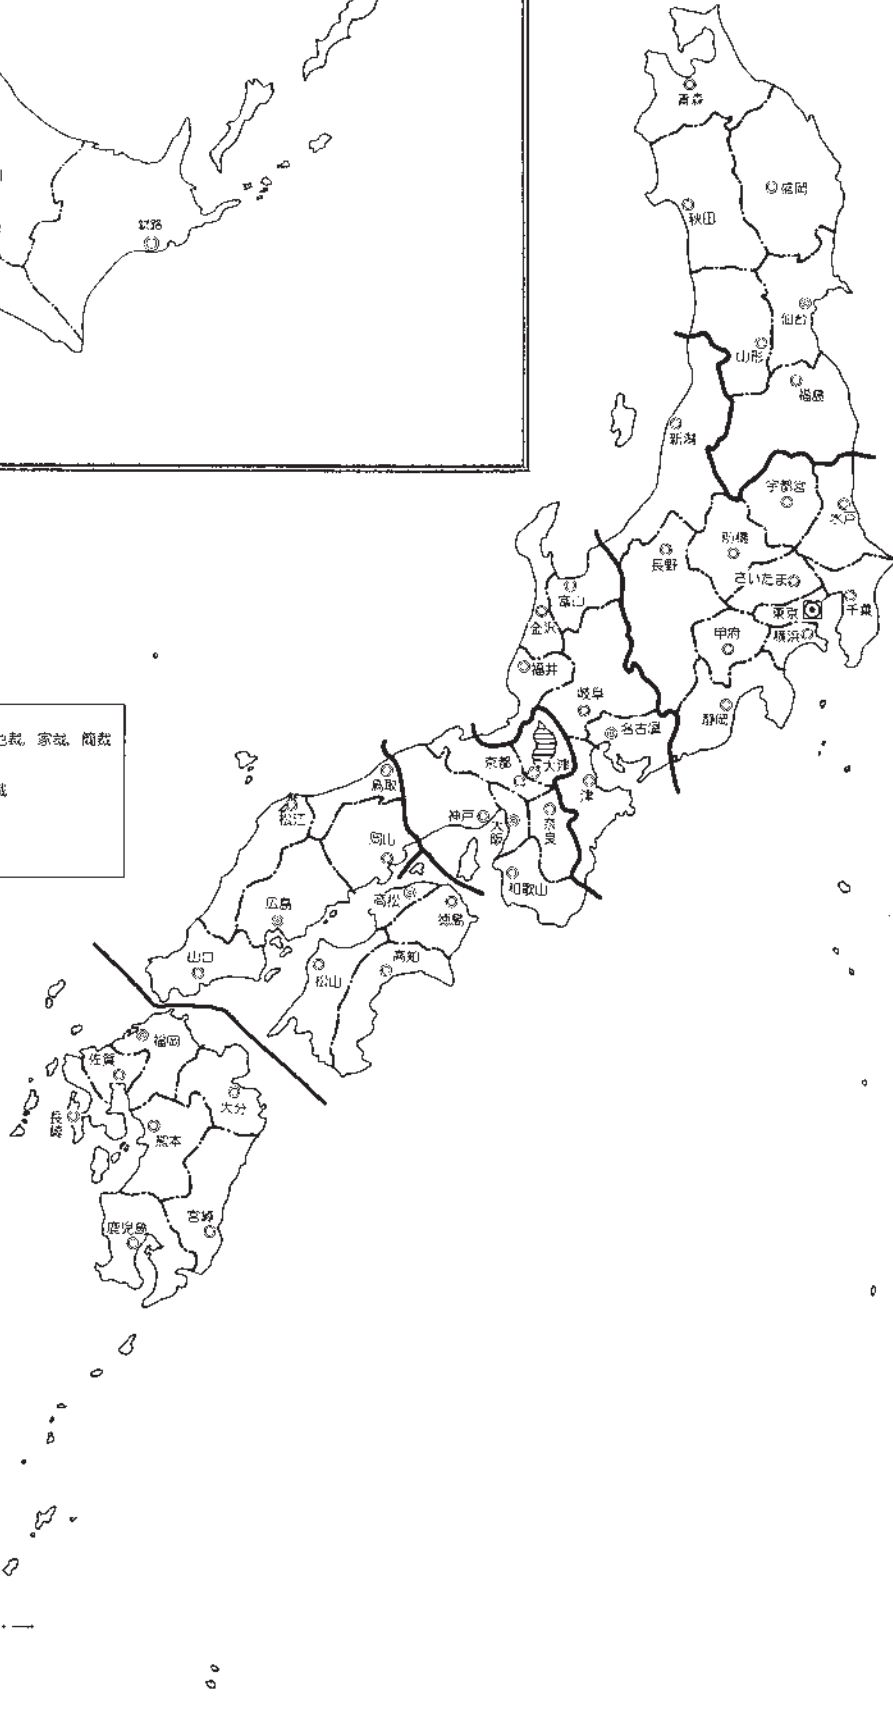 青森
釧路
盛岡
秋田
仙台
山形
福島
新潟
宇都宮
水戸
前橋
長野
さいたま
富山
東京
千葉
金沢
甲府
横浜
福井
岐阜
静岡
名古屋
家裁, 簡裁
京都
大津
鳥取
津
神戸
大阪
奈良
松江
岡山
和歌山
高松
広島
徳島
山口
高知
松山
福岡
佐賀
大分
長崎
熊本
宮崎
鹿児島